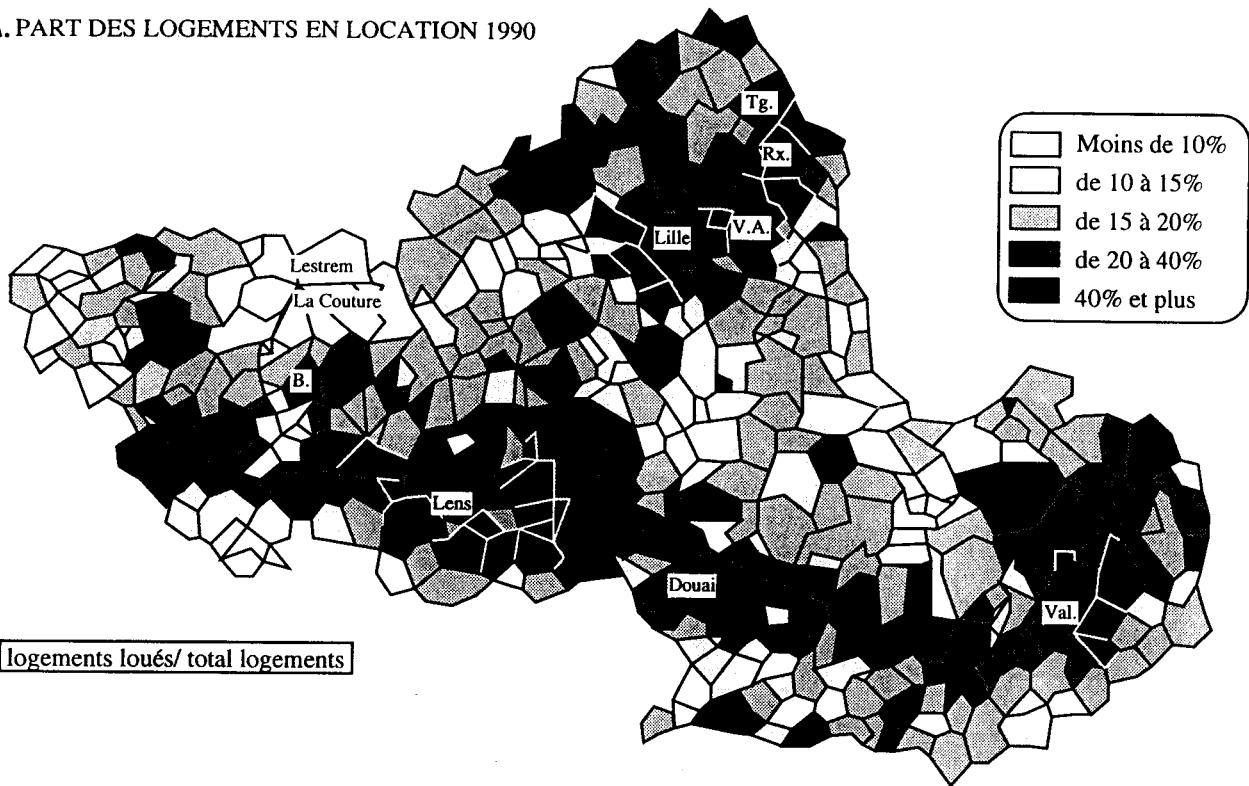 . PART DES LOGEMENTS EN LOCATION 1990
Tg.
Rx.
Moins de 10%
de 10 à 15%
de 15 à 20%
de 20 à 40%
40% et plus
Lille
V.A.
Lestrem
La Couture
B.
Lens
Douai
Val.
logements loués/ total logements